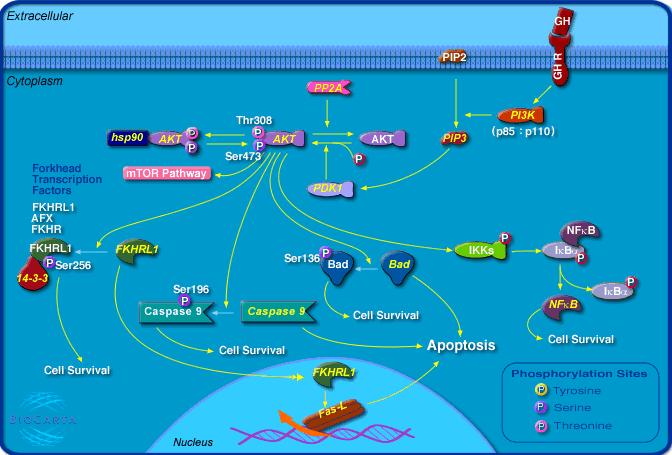 Extracellular
GH
GH R
PIP2
Cytoplasm
PP2A
PI3K
(p85 : p110)
Thr308
hsp90
AKT
P
P
P
P
AKT
AKT
PIP3
Ser473
P
mTOR Pathway
PDK1
Forkhead
Transcription
Factors
FKHRL1
AFX
FKHR
FKHRL1
P
Ser256
14-3-3
FKHRL1
Ser136
P
Bad
Bad
IKKs
P
NFκB
IκBα
P
P
IκBα
NFκB
Cell Survival
Ser196
P
Caspase 9
Caspase 9
Cell Survival
Apoptosis
Cell Survival
Cell Survival
FKHRL1
Fas-L
Nucleus
BIOCARTA
Phosphorylation Sites
P Tyrosine
P Serine
P Threonine